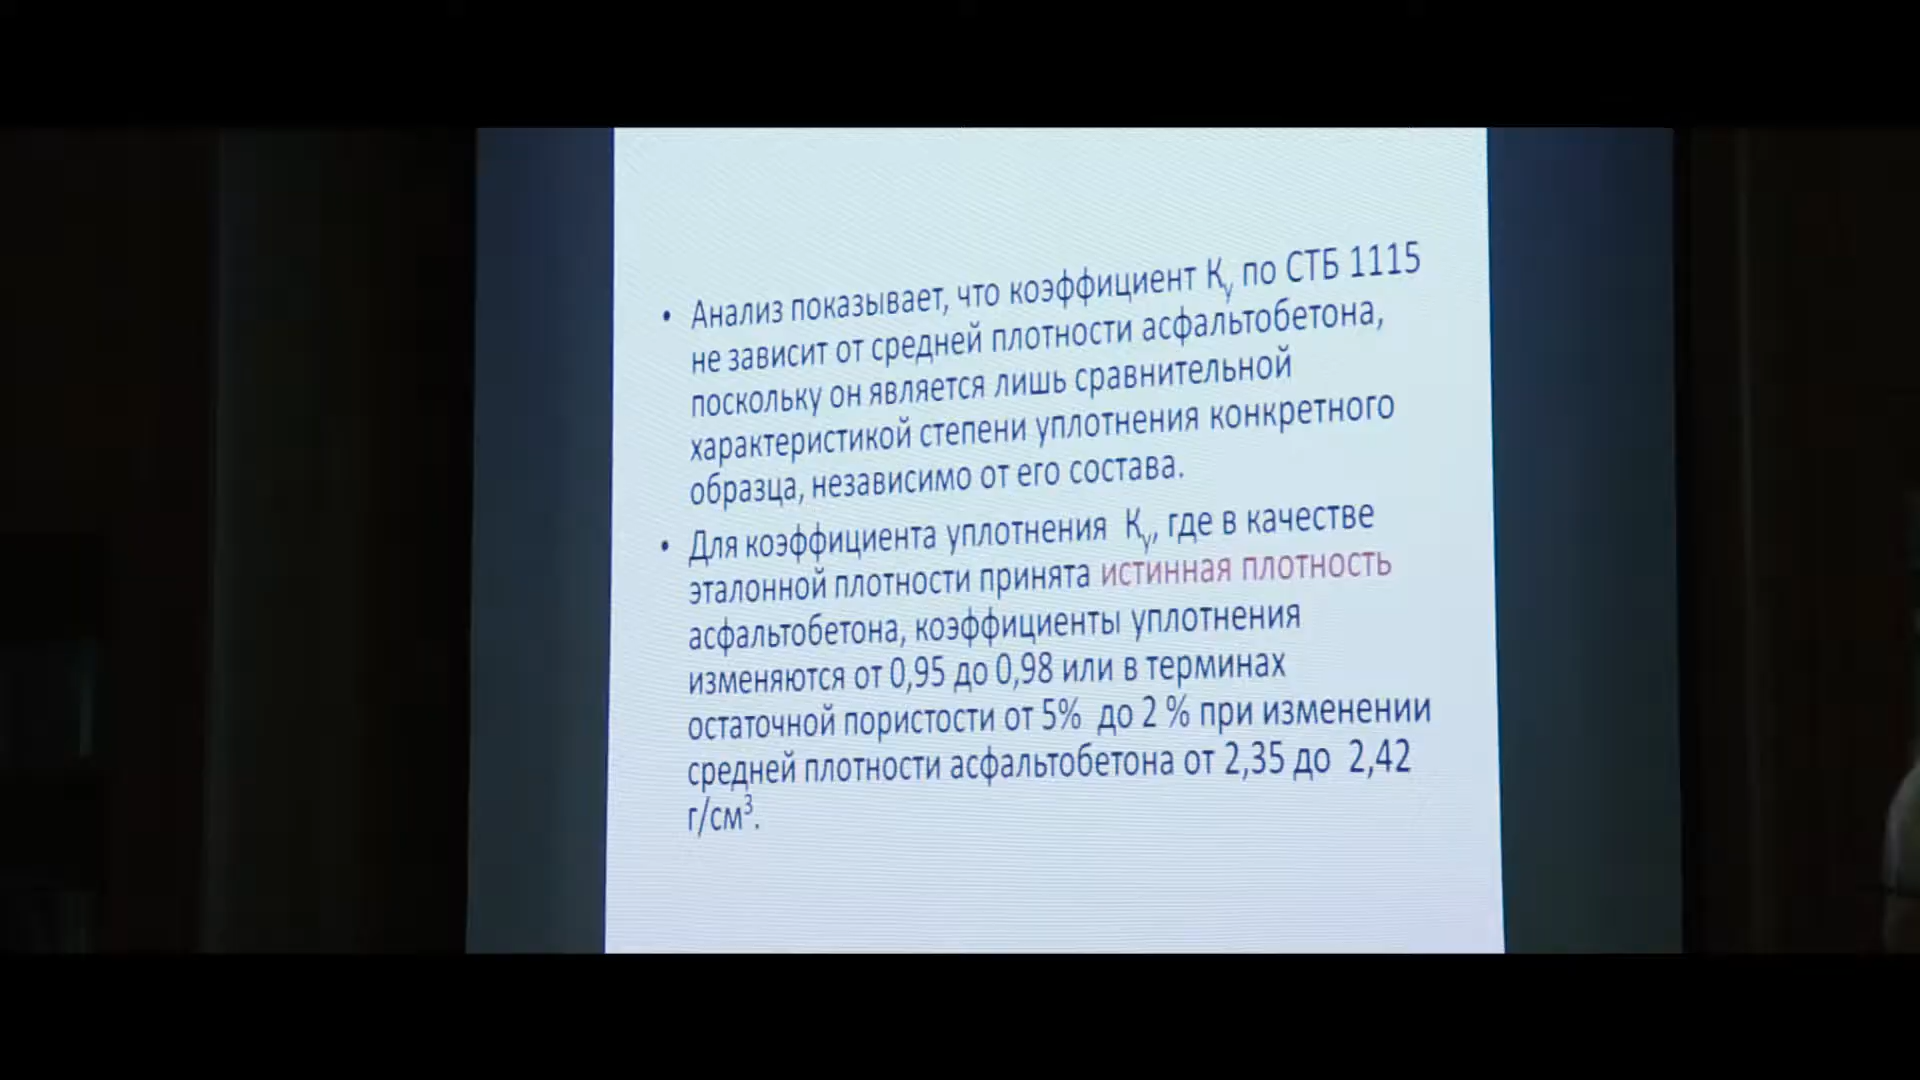 • Анализ показывает, что коэффициент Kу по СТБ 1115
не зависит от средней плотности асфальтобетона,
поскольку он является лишь сравнительной
характеристикой степени уплотнения конкретного
образца, независимо от его состава.
• Для коэффициента уплотнения Kу, где в качестве
эталонной плотности принята истинная плотность
асфальтобетона, коэффициенты уплотнения
изменяются от 0,95 до 0,98 или в терминах
остаточной пористости от 5% до 2 % при изменении
средней плотности асфальтобетона от 2,35 до 2,42
г/см³.